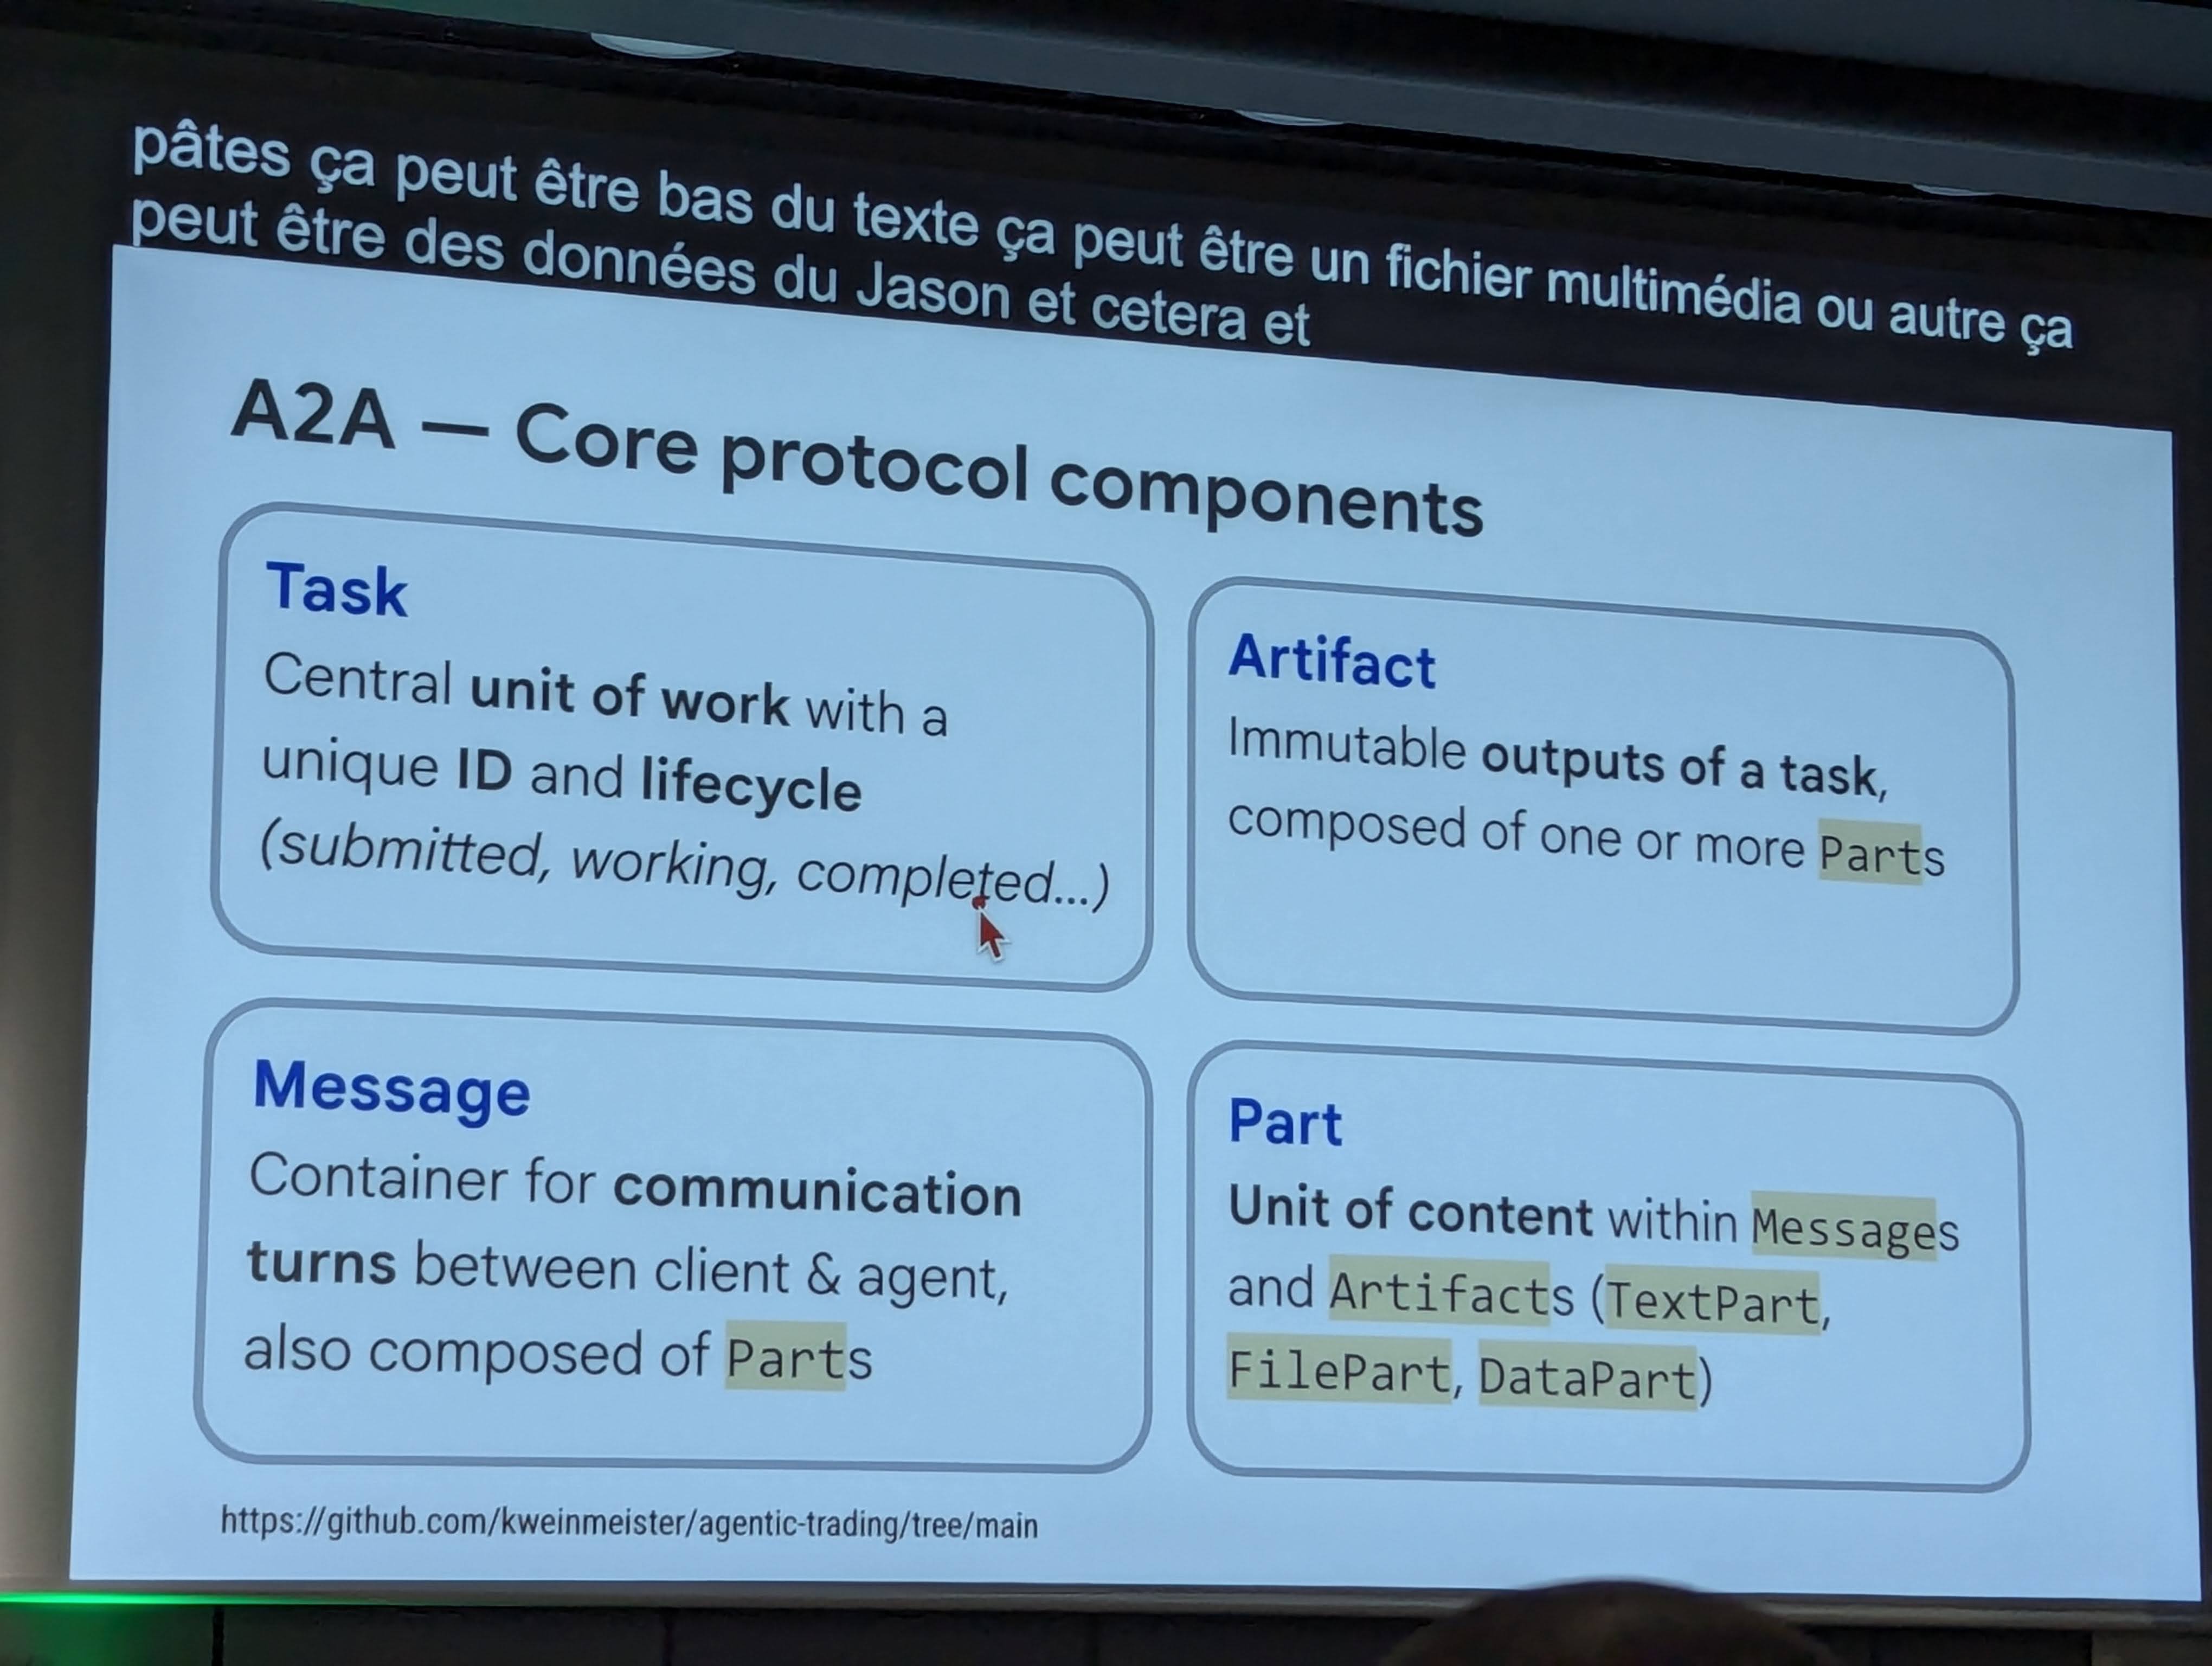 pâtes ça peut être bas du texte ça peut être un fichier multimédia ou autre ça
peut être des données du Jason et cetera et
A2A — Core protocol components
Task
Central unit of work with a
unique ID and lifecycle
(submitted, working, completed...)
Artifact
Immutable outputs of a task,
composed of one or more Parts
Message
Container for communication
turns between client & agent,
also composed of Parts
Part
Unit of content within Messages
and Artifacts (TextPart,
FilePart, DataPart)
https://github.com/kweinmeister/agentic-trading/tree/main